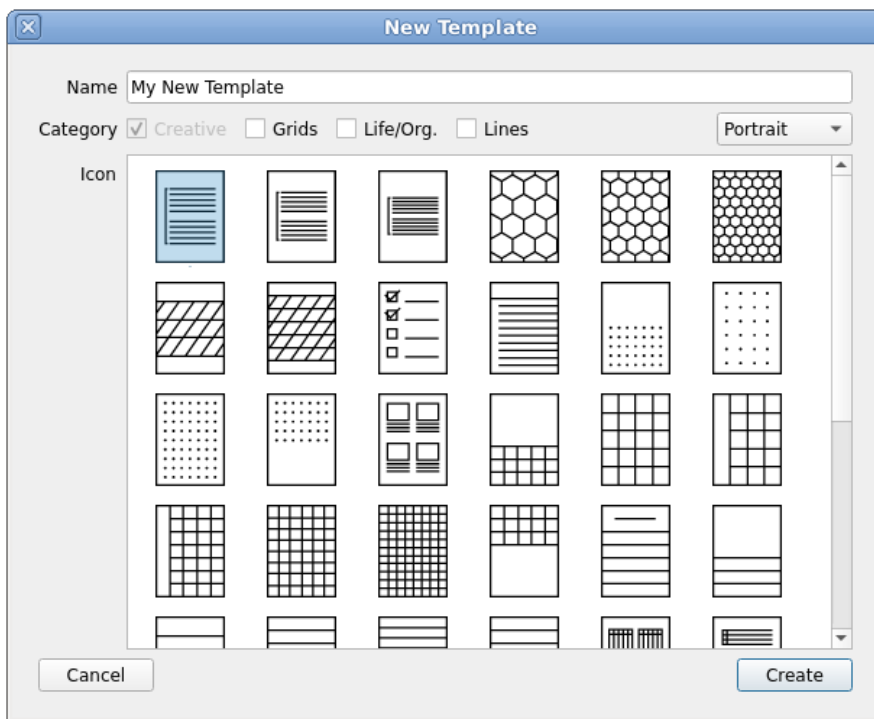 New Template
Name My New Template
Category Creative Grids Life/Org. Lines Portrait
Icon
Cancel Create